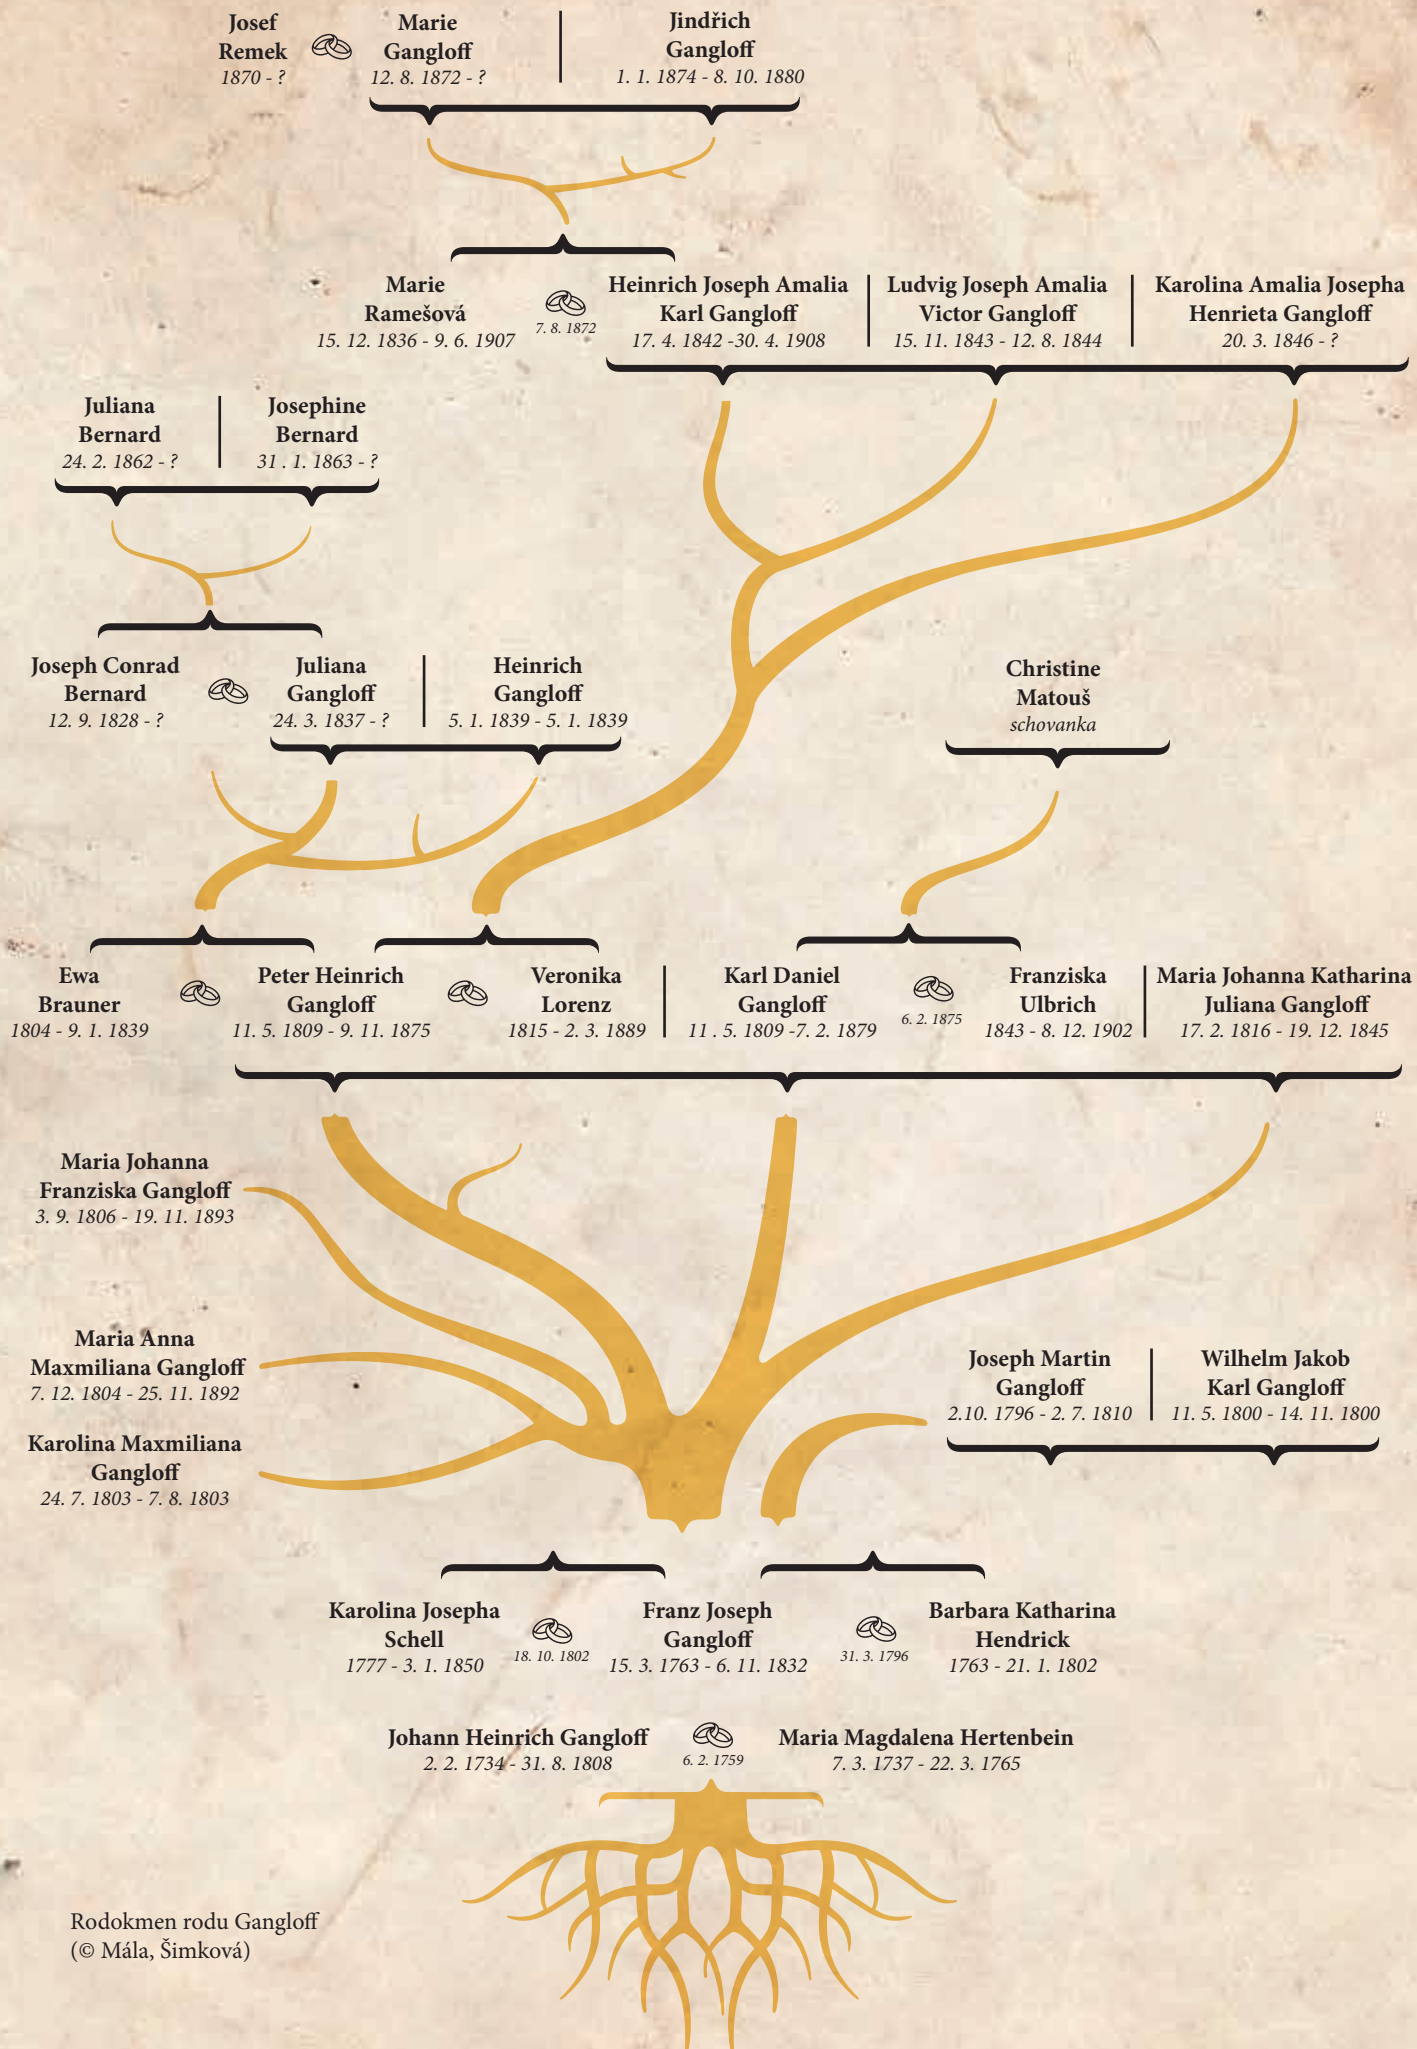 Josef
Remek
1870 - ?
Marie
Gangloff
12. 8. 1872 - ?
Jindřich
Gangloff
1. 1. 1874 - 8. 10. 1880
Marie
Ramešová
15. 12. 1836 - 9. 6. 1907
7. 8. 1872
Heinrich Joseph Amalia
Karl Gangloff
17. 4. 1842 -30. 4. 1908
Ludvig Joseph Amalia
Victor Gangloff
15. 11. 1843 - 12. 8. 1844
Karolina Amalia Josepha
Henrieta Gangloff
20. 3. 1846 - ?
Juliana
Bernard
24. 2. 1862 - ?
Josephine
Bernard
31 . 1. 1863 - ?
Joseph Conrad
Bernard
12. 9. 1828 - ?
Juliana
Gangloff
24. 3. 1837 - ?
Heinrich
Gangloff
5. 1. 1839 - 5. 1. 1839
Christine
Matouš
schovanka
Ewa
Brauner
1804 - 9. 1. 1839
Peter Heinrich
Gangloff
11. 5. 1809 - 9. 11. 1875
Veronika
Lorenz
1815 - 2. 3. 1889
Karl Daniel
Gangloff
11 . 5. 1809 -7. 2. 1879
6. 2. 1875
Franziska
Ulbrich
1843 - 8. 12. 1902
Maria Johanna Katharina
Juliana Gangloff
17. 2. 1816 - 19. 12. 1845
Maria Johanna
Franziska Gangloff
3. 9. 1806 - 19. 11. 1893
Maria Anna
Maxmiliana Gangloff
7. 12. 1804 - 25. 11. 1892
Karolina Maxmiliana
Gangloff
24. 7. 1803 - 7. 8. 1803
Joseph Martin
Gangloff
2.10. 1796 - 2. 7. 1810
Wilhelm Jakob
Karl Gangloff
11. 5. 1800 - 14. 11. 1800
Karolina Josepha
Schell
1777 - 3. 1. 1850
18. 10. 1802
Franz Joseph
Gangloff
15. 3. 1763 - 6. 11. 1832
31. 3. 1796
Barbara Katharina
Hendrick
1763 - 21. 1. 1802
Johann Heinrich Gangloff
2. 2. 1734 - 31. 8. 1808
6. 2. 1759
Maria Magdalena Hertenbein
7. 3. 1737 - 22. 3. 1765
Rodokmen rodu Gangloff
(© Mála, Šimková)